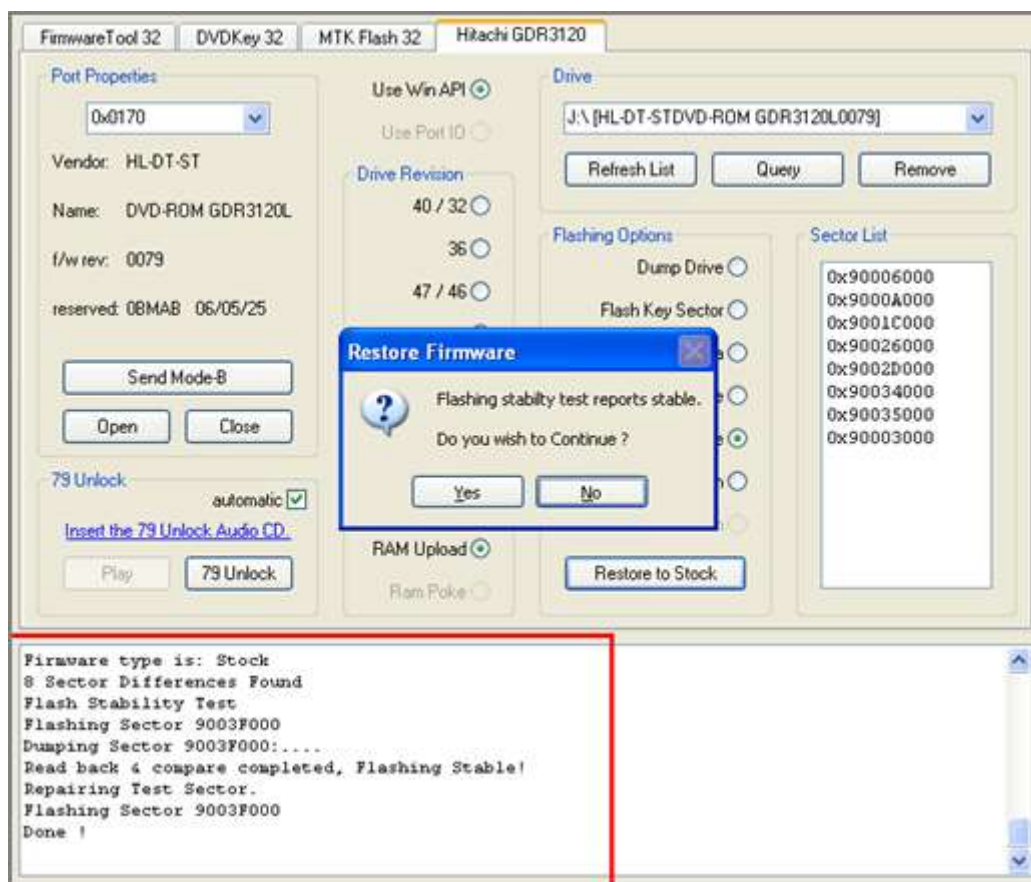 FirmwareTool 32
DVDKey 32
MTK Flash 32
Hitachi GDR3120
Port Properties
0x0170
Vendor: HL-DT-ST
Name: DVD-ROM GDR3120L
f/w rev: 0079
reserved: 0BMAB 06/05/25
Send Mode-B
Open
Close
79 Unlock
automatic
Insert the 79 Unlock Audio CD.
Play
79 Unlock
Use Win API
Use Port IO
Drive Revision
40 / 32
36
47 / 46
RAM Upload
Ram Poke
Drive
J:\ [HL-DT-STDVD-ROM GDR3120L0079]
Refresh List
Query
Remove
Flashing Options
Dump Drive
Flash Key Sector
Restore to Stock
Sector List
0x90006000
0x9000A000
0x9001C000
0x90026000
0x9002D000
0x90034000
0x90035000
0x90003000
Restore Firmware
Flashing stabilty test reports stable.
Do you wish to Continue ?
Yes
No
Firmware type is: Stock
8 Sector Differences Found
Flash Stability Test
Flashing Sector 9003F000
Dumping Sector 9003F000:....
Read back & compare completed, Flashing Stable!
Repairing Test Sector.
Flashing Sector 9003F000
Done !